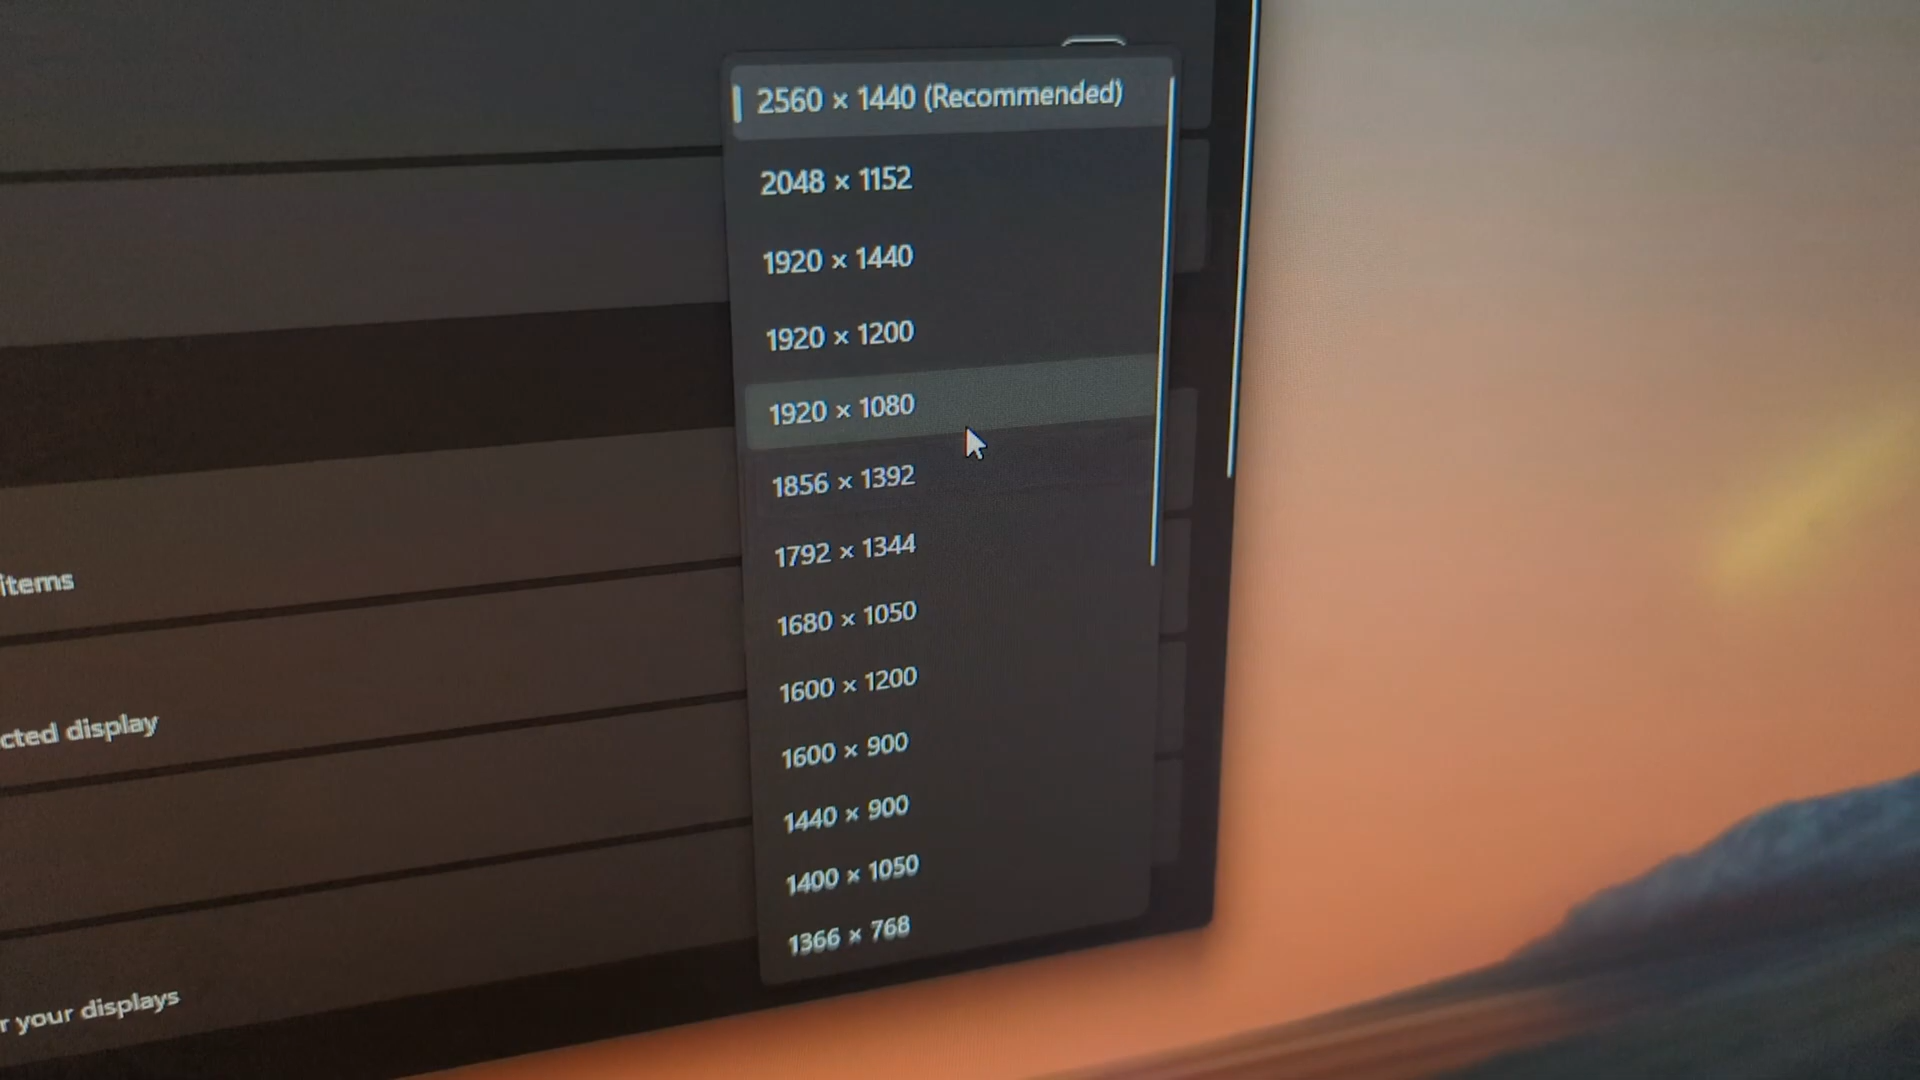 2560 × 1440 (Recommended)
2048 × 1152
1920 × 1440
1920 × 1200
1920 × 1080
1856 × 1392
1792 × 1344
1680 × 1050
1600 × 1200
1600 × 900
1440 × 900
1400 × 1050
1366 × 768
items
cted display
r your displays